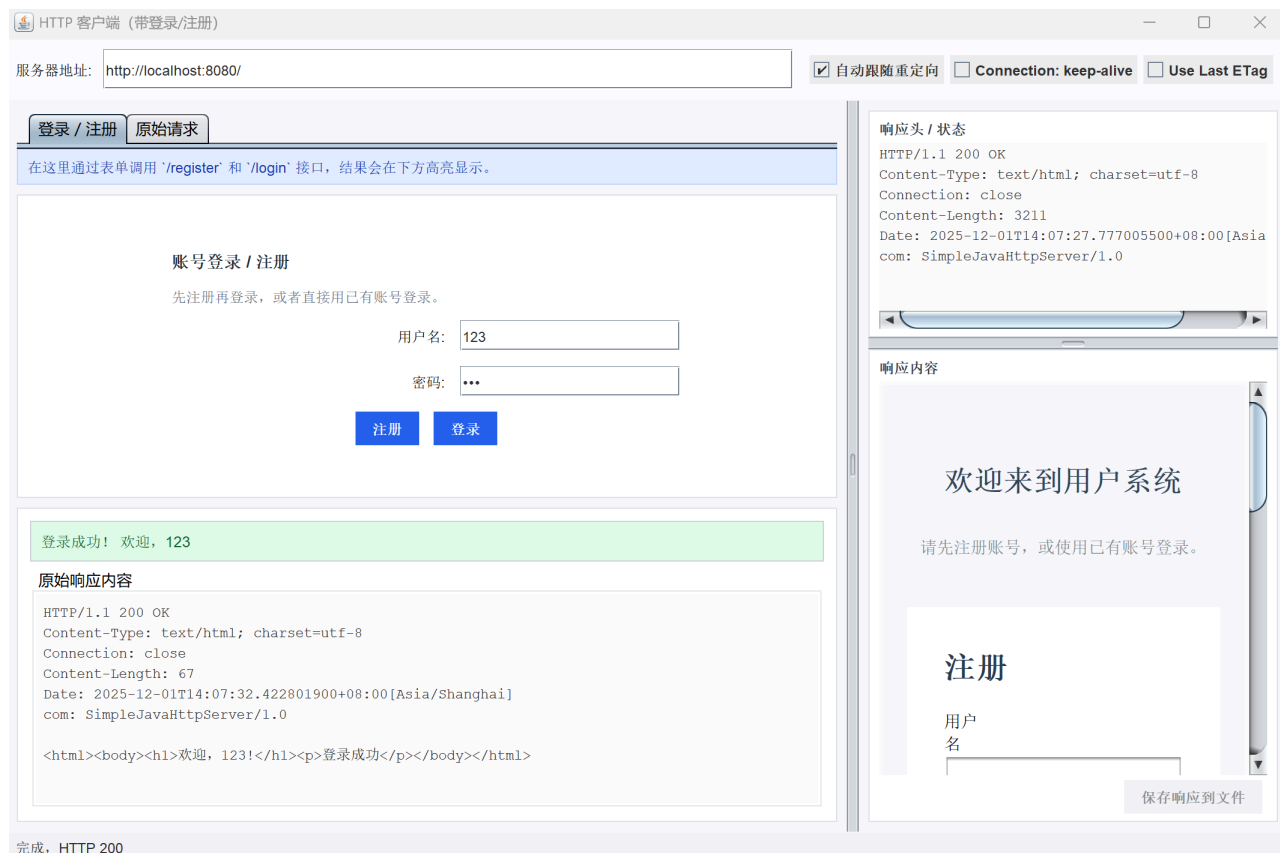 HTTP 客户端（带登录/注册）
服务器地址: http://localhost:8080/ 自动跟随重定向 Connection: keep-alive Use Last ETag
登录 / 注册 原始请求
在这里通过表单调用 `/register` 和 `/login` 接口，结果会在下方高亮显示。
账号登录 / 注册
先注册再登录，或者直接用已有账号登录。
用户名: 123
密码: •••
注册 登录
登录成功！ 欢迎，123
原始响应内容
HTTP/1.1 200 OK
Content-Type: text/html; charset=utf-8
Connection: close
Content-Length: 67
Date: 2025-12-01T14:07:32.422801900+08:00[Asia/Shanghai]
com: SimpleJavaHttpServer/1.0
<html><body><h1>欢迎，123!</h1><p>登录成功</p></body></html>
响应头 / 状态
HTTP/1.1 200 OK
Content-Type: text/html; charset=utf-8
Connection: close
Content-Length: 3211
Date: 2025-12-01T14:07:27.777005500+08:00[Asia
com: SimpleJavaHttpServer/1.0
响应内容
欢迎来到用户系统
请先注册账号，或使用已有账号登录。
注册
用户
名
保存响应到文件
完成，HTTP 200